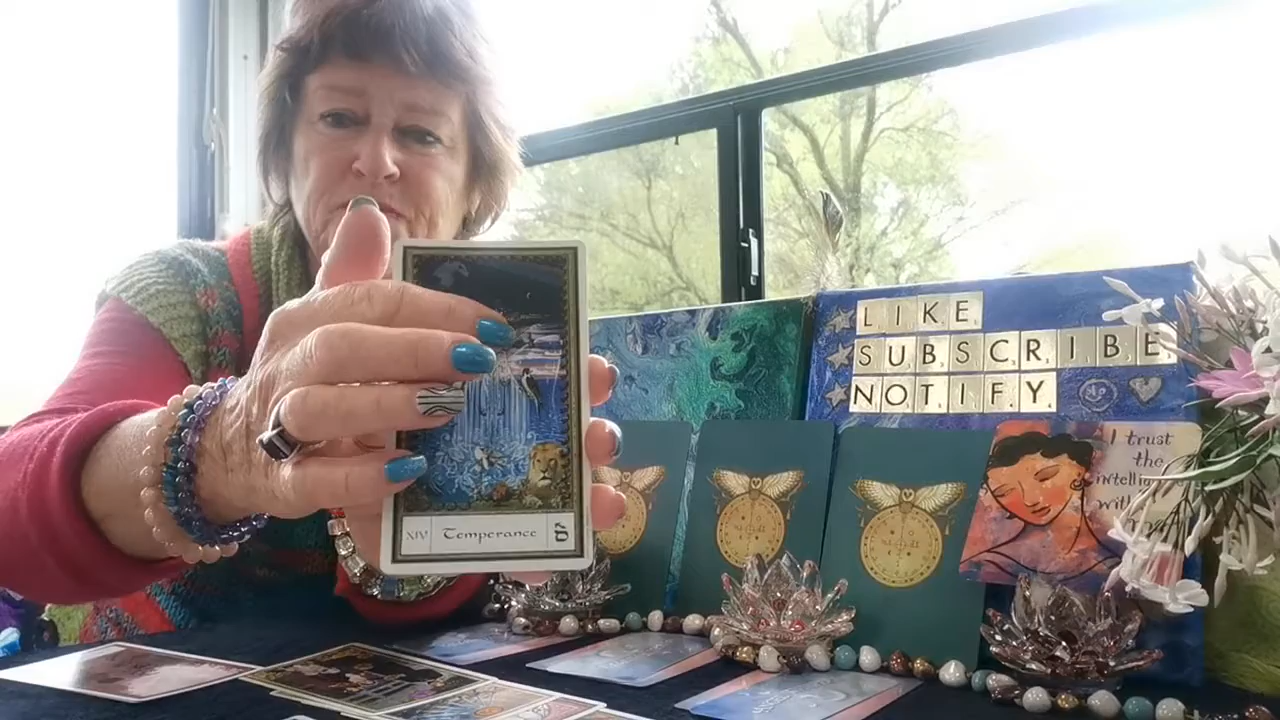 LIKE
SUBSCRIBE
NOTIFY
I trust
the
XIV Temperance